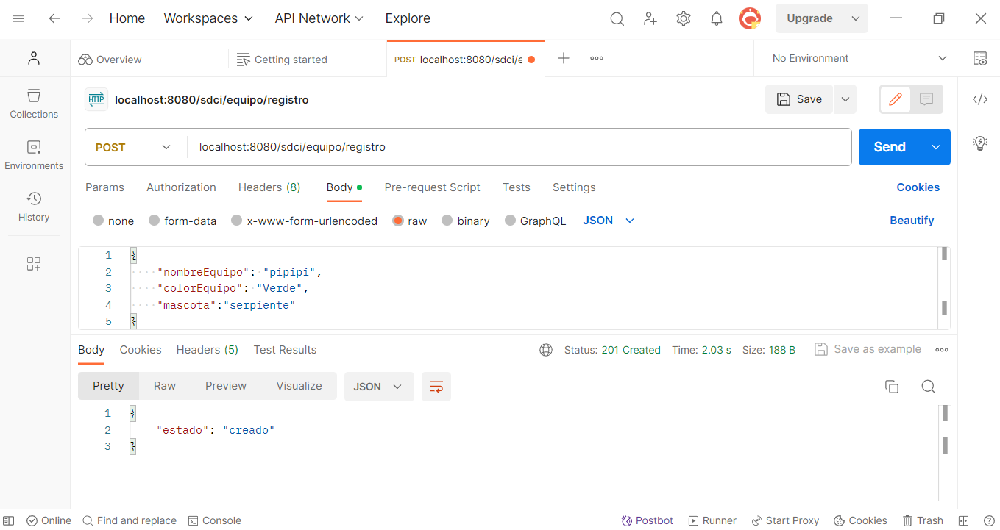 Home Workspaces API Network Explore Upgrade
Overview Getting started POST localhost:8080/sdci/e No Environment
HTTP localhost:8080/sdci/equipo/registro Save
Collections
Environments
History
POST localhost:8080/sdci/equipo/registro Send
Params Authorization Headers (8) Body Pre-request Script Tests Settings Cookies
none form-data x-www-form-urlencoded raw binary GraphQL JSON Beautify
1 {
2 "nombreEquipo": "pipipi",
3 "colorEquipo": "Verde",
4 "mascota":"serpiente"
5 }
Body Cookies Headers (5) Test Results Status: 201 Created Time: 2.03 s Size: 188 B Save as example
Pretty Raw Preview Visualize JSON
1 {
2 "estado": "creado"
3 }
Online Find and replace Console Postbot Runner Start Proxy Cookies Trash